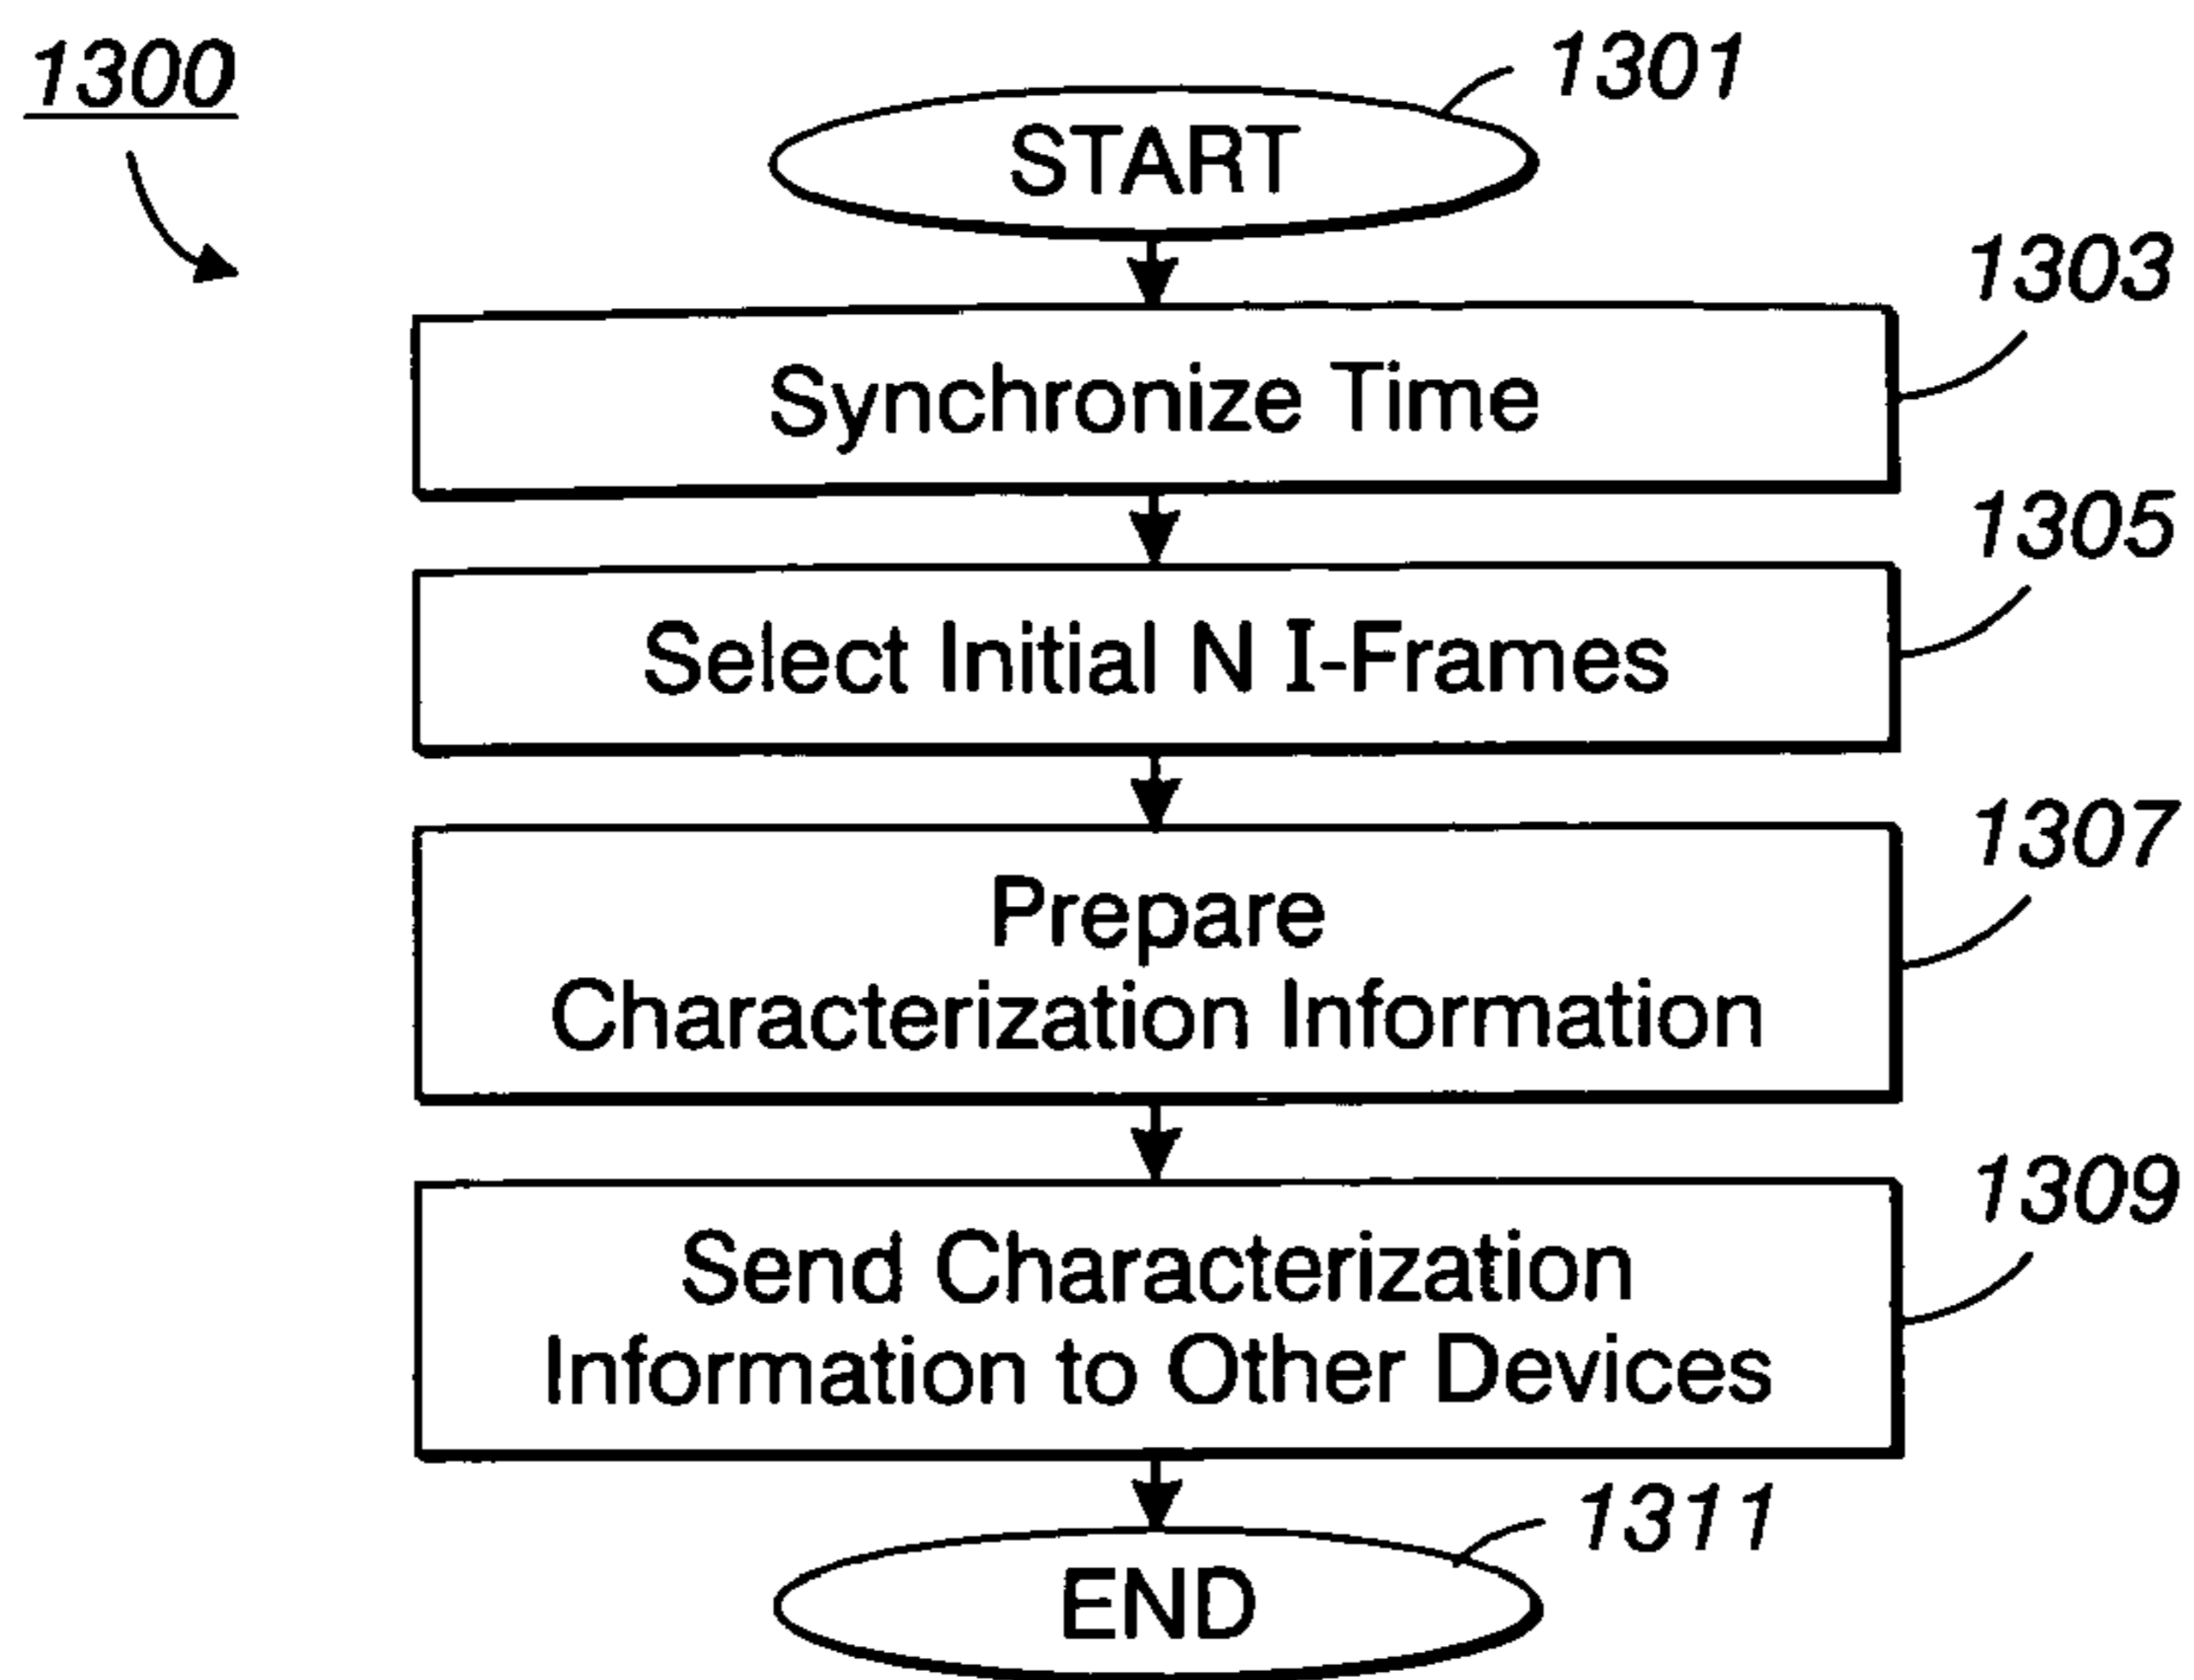 1300
1301
START
1303
Synchronize Time
1305
Select Initial N I-Frames
1307
Prepare
Characterization Information
1309
Send Characterization
Information to Other Devices
1311
END